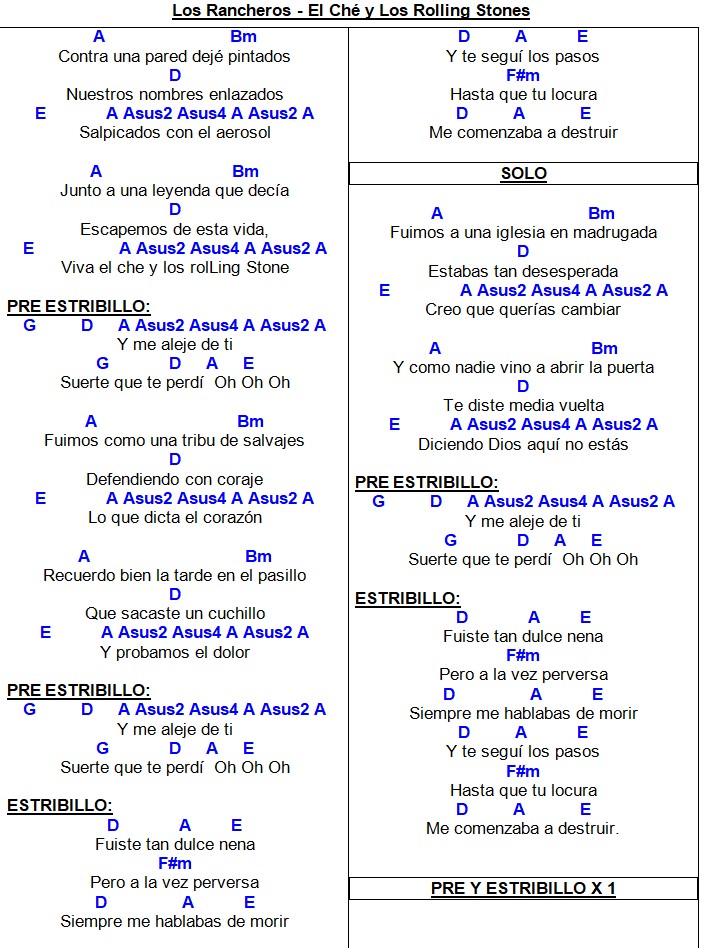 Los Rancheros - El Ché y Los Rolling Stones
A Bm
Contra una pared dejé pintados
D
Nuestros nombres enlazados
E A Asus2 Asus4 A Asus2 A
Salpicados con el aerosol
A Bm
Junto a una leyenda que decía
D
Escapemos de esta vida,
E A Asus2 Asus4 A Asus2 A
Viva el che y los rolLing Stone
PRE ESTRIBILLO:
G D A Asus2 Asus4 A Asus2 A
Y me aleje de ti
G D A E
Suerte que te perdí Oh Oh Oh
A Bm
Fuimos como una tribu de salvajes
D
Defendiendo con coraje
E A Asus2 Asus4 A Asus2 A
Lo que dicta el corazón
A Bm
Recuerdo bien la tarde en el pasillo
D
Que sacaste un cuchillo
E A Asus2 Asus4 A Asus2 A
Y probamos el dolor
PRE ESTRIBILLO:
G D A Asus2 Asus4 A Asus2 A
Y me aleje de ti
G D A E
Suerte que te perdí Oh Oh Oh
ESTRIBILLO:
D A E
Fuiste tan dulce nena
F#m
Pero a la vez perversa
D A E
Siempre me hablabas de morir
D A E
Y te seguí los pasos
F#m
Hasta que tu locura
D A E
Me comenzaba a destruir
SOLO
A Bm
Fuimos a una iglesia en madrugada
D
Estabas tan desesperada
E A Asus2 Asus4 A Asus2 A
Creo que querías cambiar
A Bm
Y como nadie vino a abrir la puerta
D
Te diste media vuelta
E A Asus2 Asus4 A Asus2 A
Diciendo Dios aquí no estás
PRE ESTRIBILLO:
G D A Asus2 Asus4 A Asus2 A
Y me aleje de ti
G D A E
Suerte que te perdí Oh Oh Oh
ESTRIBILLO:
D A E
Fuiste tan dulce nena
F#m
Pero a la vez perversa
D A E
Siempre me hablabas de morir
D A E
Y te seguí los pasos
F#m
Hasta que tu locura
D A E
Me comenzaba a destruir.
PRE Y ESTRIBILLO X 1